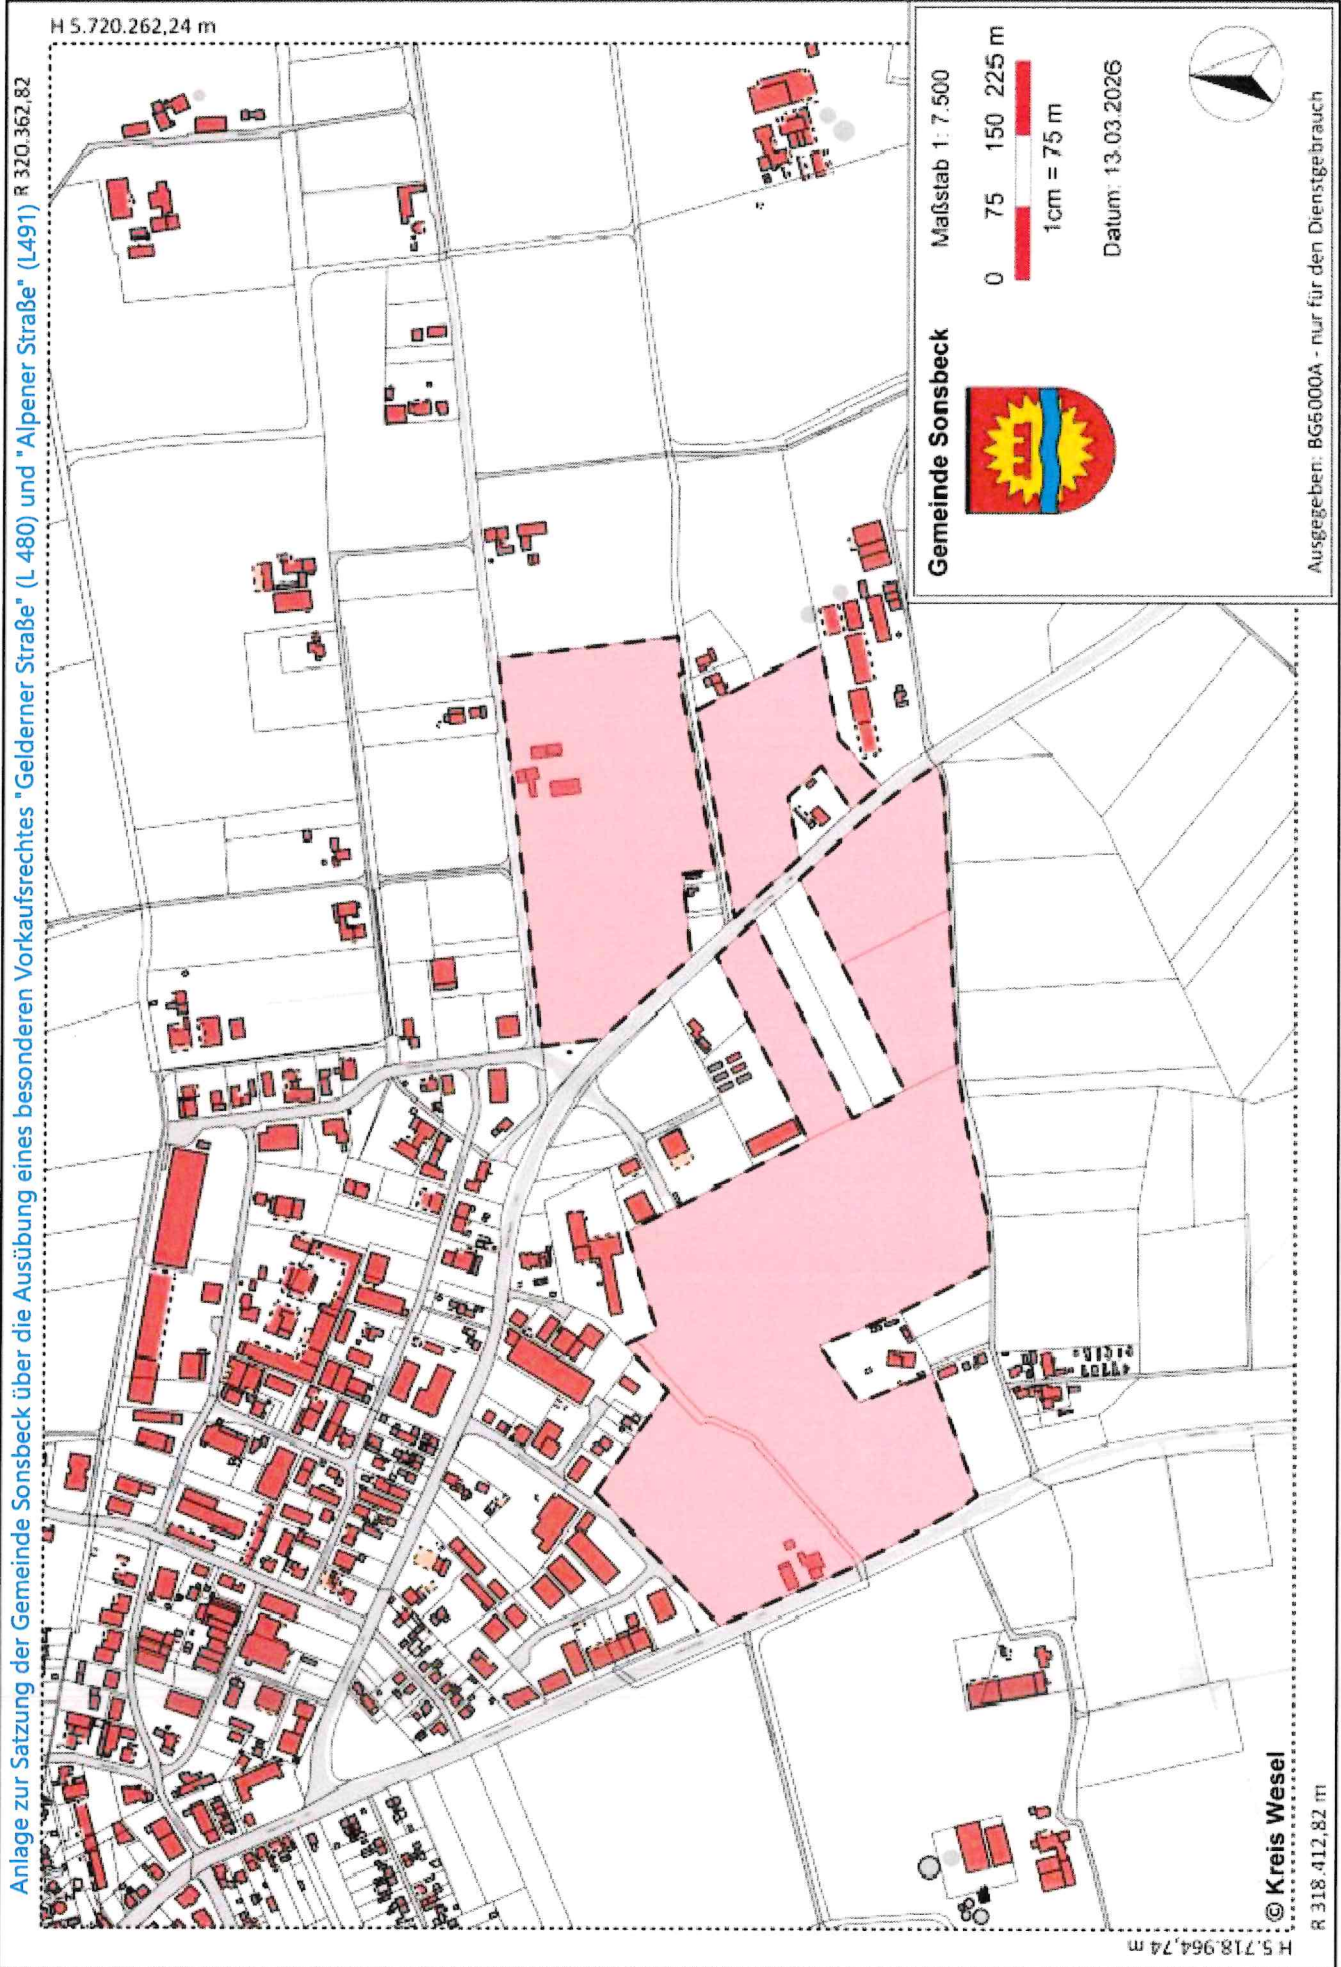 Anlage zur Satzung der Gemeinde Sonsbeck über die Ausübung eines besonderen Vorkaufsrechtes "Gelderner Straße" (L 480) und "Alpener Straße" (L491)
R 320.362,82
H 5.720.262,24 m
Gemeinde Sonsbeck
Maßstab 1 : 7.500
0 75 150 225 m
1cm = 75 m
Datum: 13.03.2026
Ausgegeben: BG5000A - nur für den Dienstgebrauch
© Kreis Wesel
H 5.718.964,74 m
R 318.412,82 m